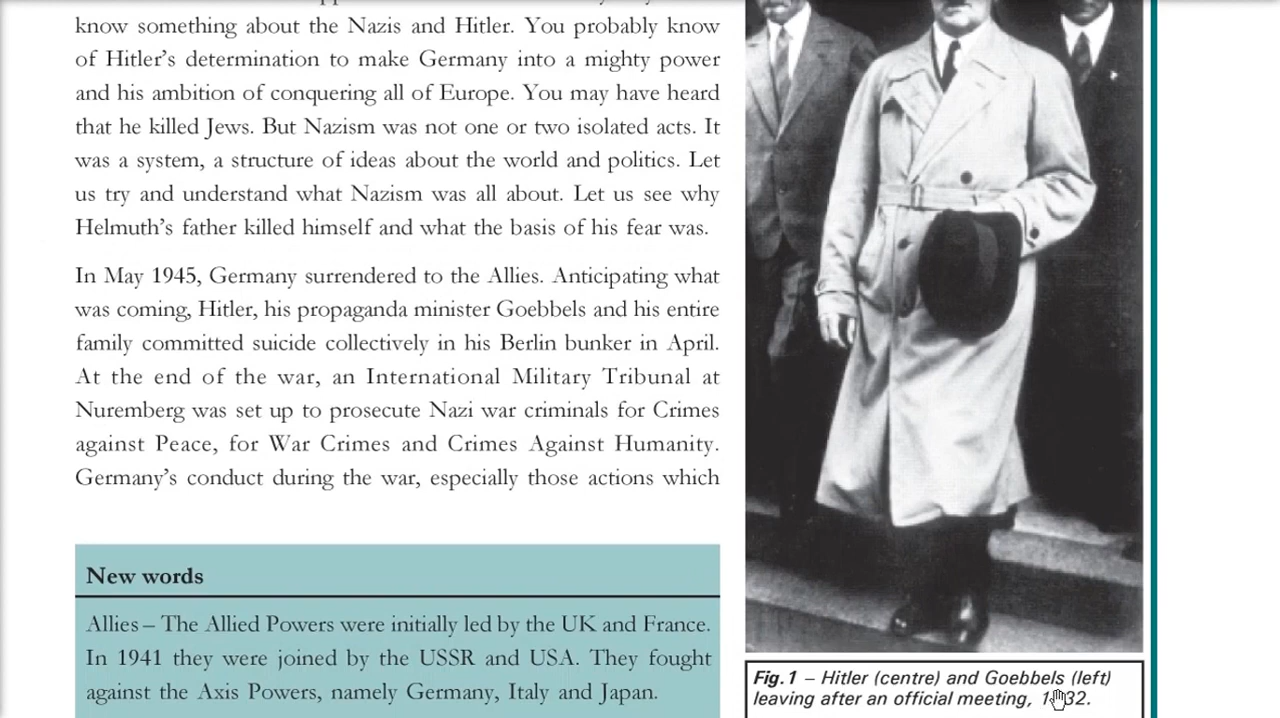 know something about the Nazis and Hitler. You probably know
of Hitler’s determination to make Germany into a mighty power
and his ambition of conquering all of Europe. You may have heard
that he killed Jews. But Nazism was not one or two isolated acts. It
was a system, a structure of ideas about the world and politics. Let
us try and understand what Nazism was all about. Let us see why
Helmuth’s father killed himself and what the basis of his fear was.
In May 1945, Germany surrendered to the Allies. Anticipating what
was coming, Hitler, his propaganda minister Goebbels and his entire
family committed suicide collectively in his Berlin bunker in April.
At the end of the war, an International Military Tribunal at
Nuremberg was set up to prosecute Nazi war criminals for Crimes
against Peace, for War Crimes and Crimes Against Humanity.
Germany’s conduct during the war, especially those actions which
New words
Allies – The Allied Powers were initially led by the UK and France.
In 1941 they were joined by the USSR and USA. They fought
against the Axis Powers, namely Germany, Italy and Japan.
Fig.1 – Hitler (centre) and Goebbels (left)
leaving after an official meeting,